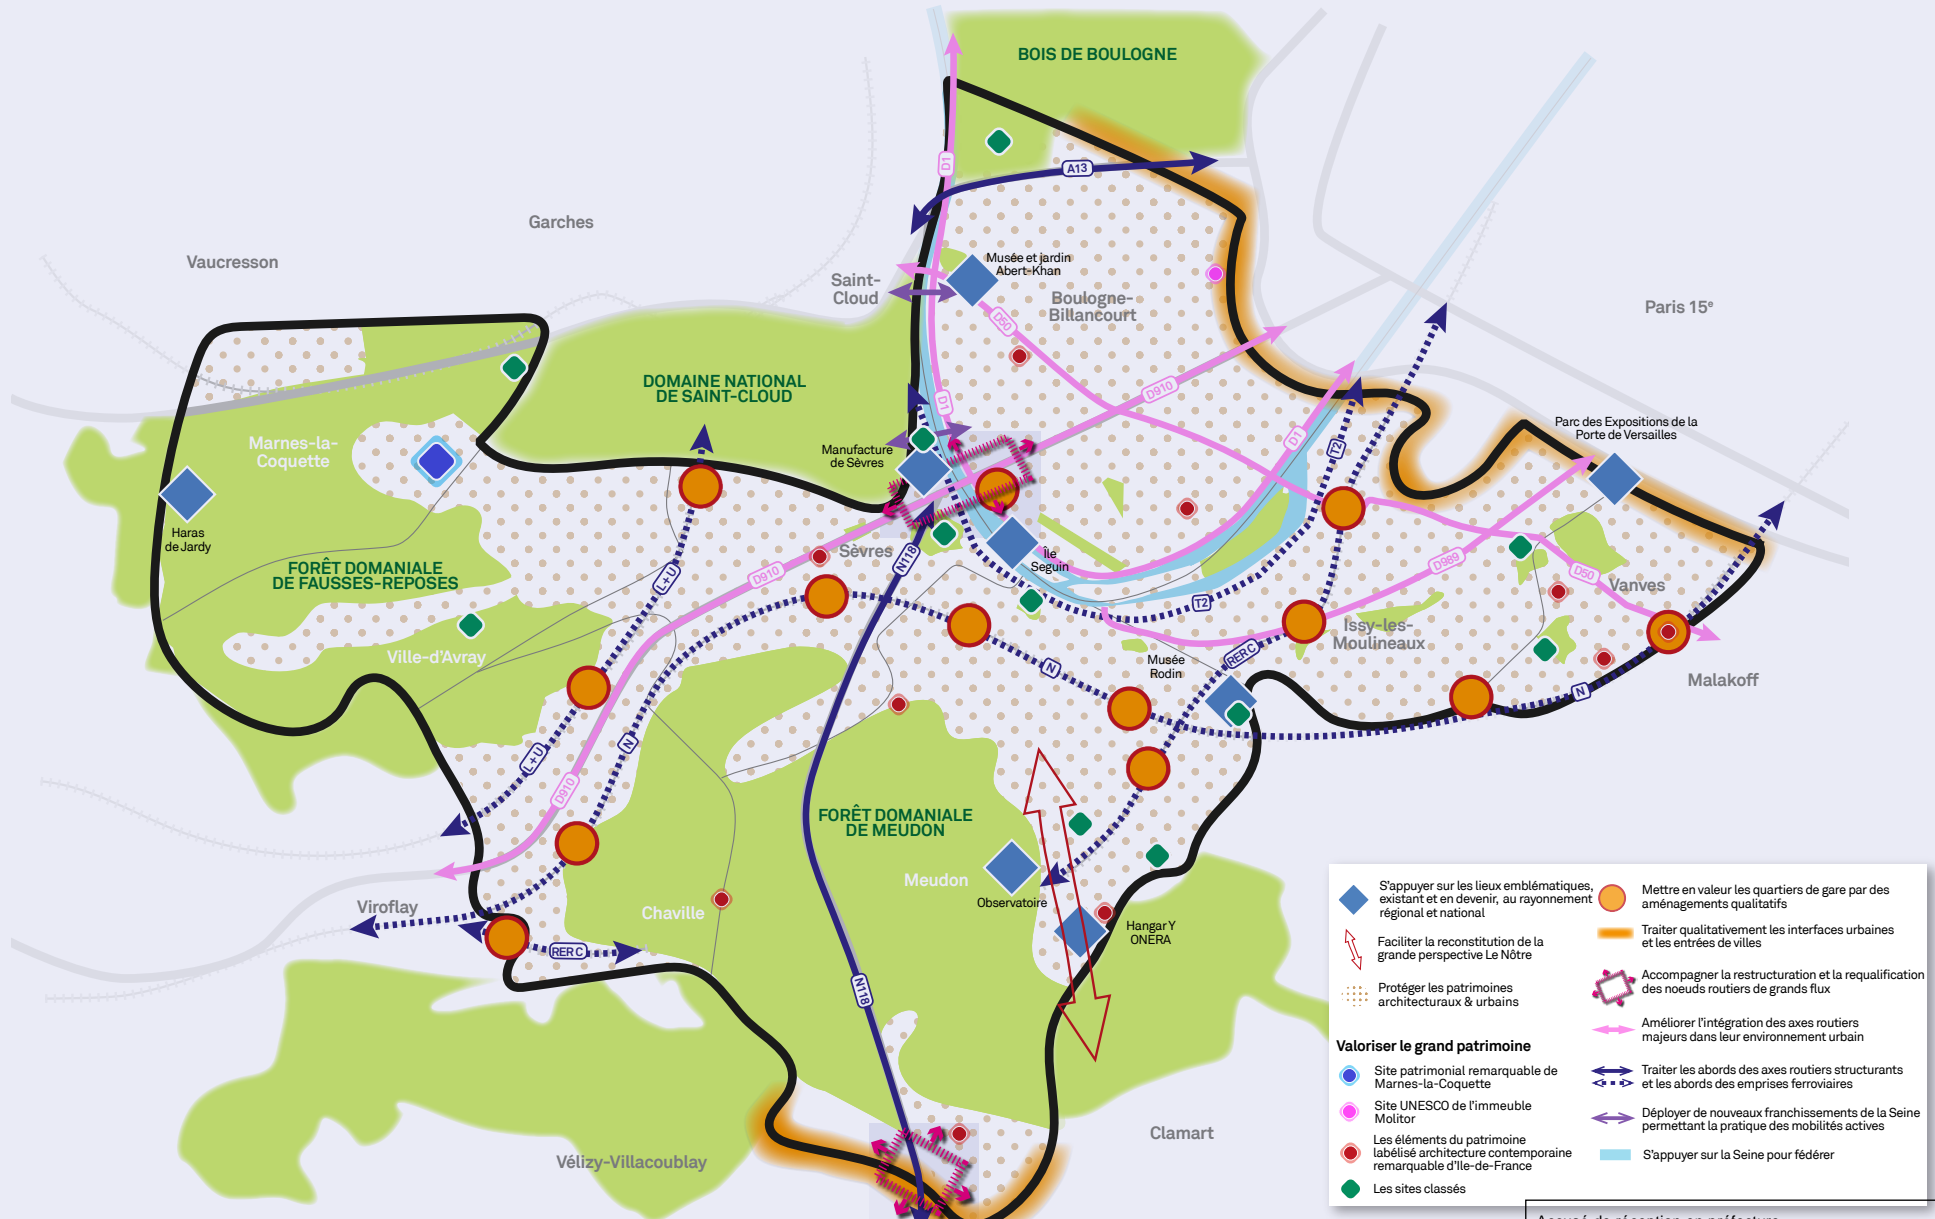 BOIS DE BOULOGNE
D1
A13
Garches
Vaucresson
Saint-
Cloud
Musée et jardin
Abert-Khan
Boulogne-
Billancourt
Paris 15e
D50
DOMAINE NATIONAL
DE SAINT-CLOUD
D910
D1
Marnes-la-
Coquette
Manufacture
de Sèvres
D1
T2
Parc des Expositions de la
Porte de Versailles
Haras
de Jardy
Sèvres
N118
Île
Seguin
FORÊT DOMANIALE
DE FAUSSES-REPOSES
L+U
D910
T2
D989
D50
Vanves
Ville-d'Avray
Issy-les-
Moulineaux
Musée
Rodin
RER C
N
Malakoff
N
N
L+U
D910
FORÊT DOMANIALE
DE MEUDON
Meudon
Observatoire
Viroflay
Chaville
Hangar Y
ONERA
RER C
N118
Clamart
Vélizy-Villacoublay
S'appuyer sur les lieux emblématiques,
existant et en devenir, au rayonnement
régional et national
Faciliter la reconstitution de la
grande perspective Le Nôtre
Protéger les patrimoines
architecturaux & urbains
Valoriser le grand patrimoine
Site patrimonial remarquable de
Marnes-la-Coquette
Site UNESCO de l'immeuble
Molitor
Les éléments du patrimoine
labélisé architecture contemporaine
remarquable d'Ile-de-France
Les sites classés
Mettre en valeur les quartiers de gare par des
aménagements qualitatifs
Traiter qualitativement les interfaces urbaines
et les entrées de villes
Accompagner la restructuration et la requalification
des noeuds routiers de grands flux
Améliorer l'intégration des axes routiers
majeurs dans leur environnement urbain
Traiter les abords des axes routiers structurants
et les abords des emprises ferroviaires
Déployer de nouveaux franchissements de la Seine
permettant la pratique des mobilités actives
S'appuyer sur la Seine pour fédérer
Accusé de réception en préfecture